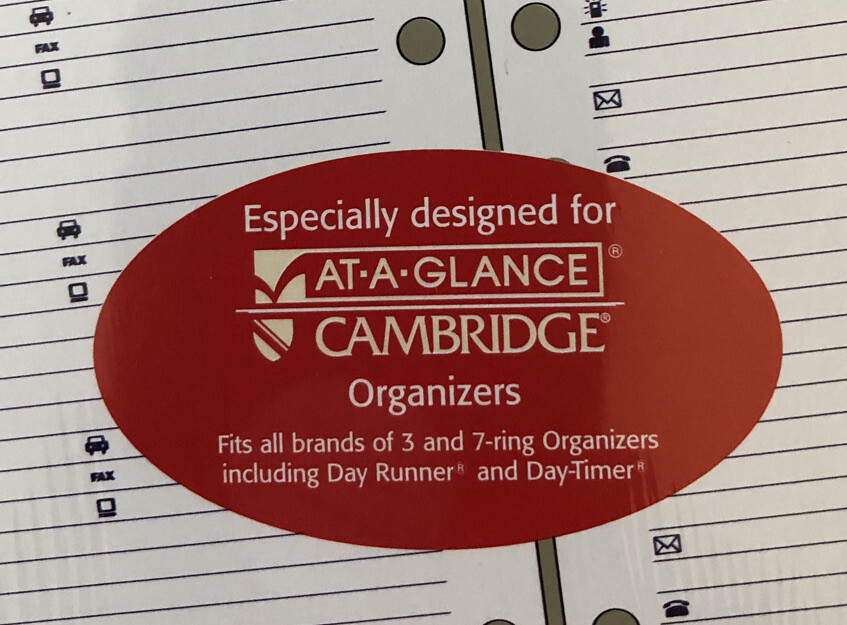 FAX
Especially designed for
AT·A·GLANCE®
FAX
CAMBRIDGE®
Organizers
Fits all brands of 3 and 7-ring Organizers
including Day Runner® and Day-Timer®
FAX